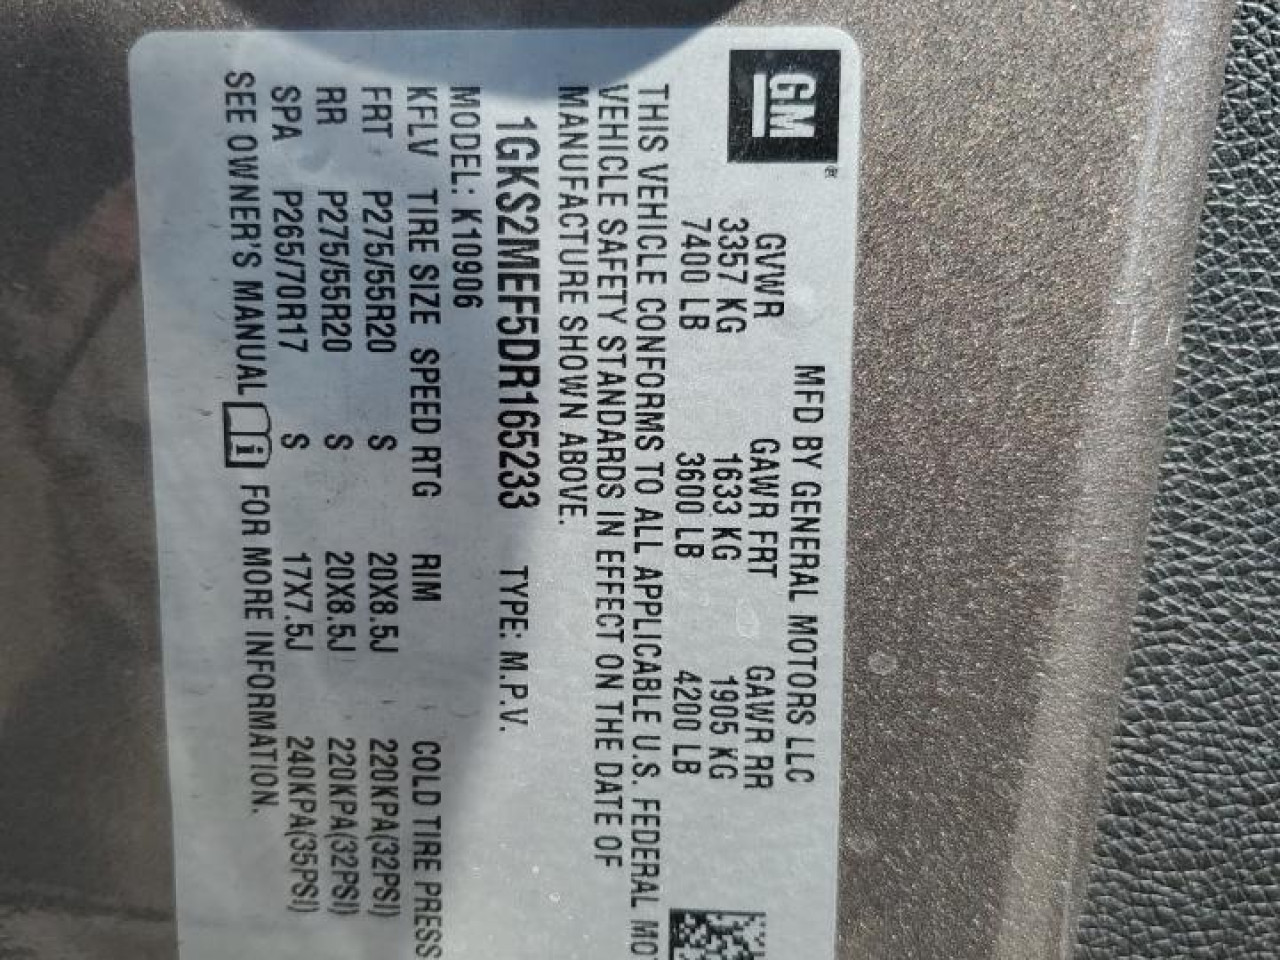 GM®
MFD BY GENERAL MOTORS LLC
GVWR GAWR FRT GAWR RR
3357 KG 1633 KG 1905 KG
7400 LB 3600 LB 4200 LB
THIS VEHICLE CONFORMS TO ALL APPLICABLE U.S. FEDERAL MO
VEHICLE SAFETY STANDARDS IN EFFECT ON THE DATE OF
MANUFACTURE SHOWN ABOVE.
1GKS2MEF5DR165233 TYPE: M.P.V.
MODEL: K10906
KFLV TIRE SIZE SPEED RTG RIM COLD TIRE PRESS
FRT P275/55R20 S 20X8.5J 220KPA(32PSI)
RR P275/55R20 S 20X8.5J 220KPA(32PSI)
SPA P265/70R17 S 17X7.5J 240KPA(35PSI)
SEE OWNER'S MANUAL i FOR MORE INFORMATION.